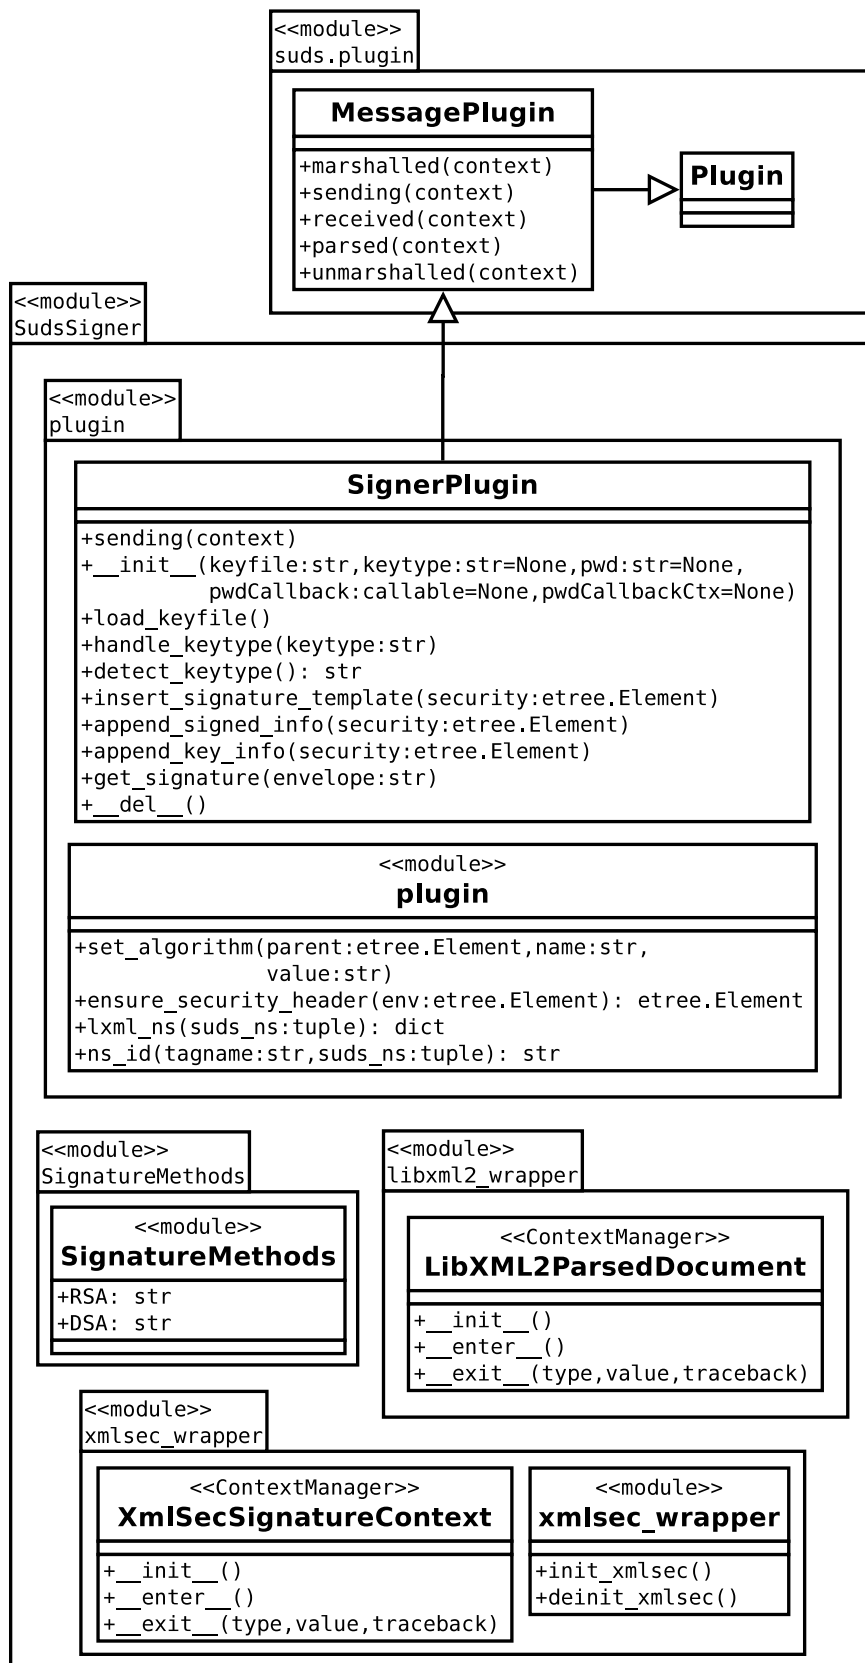 <<module>>
suds.plugin
MessagePlugin
+marshalled(context)
+sending(context)
+received(context)
+parsed(context)
+unmarshalled(context)
Plugin
<<module>>
SudsSigner
<<module>>
plugin
SignerPlugin
+sending(context)
+__init__(keyfile:str,keytype:str=None,pwd:str=None,
pwdCallback:callable=None,pwdCallbackCtx=None)
+load_keyfile()
+handle_keytype(keytype:str)
+detect_keytype(): str
+insert_signature_template(security:etree.Element)
+append_signed_info(security:etree.Element)
+append_key_info(security:etree.Element)
+get_signature(envelope:str)
+__del__()
<<module>>
plugin
+set_algorithm(parent:etree.Element,name:str,
value:str)
+ensure_security_header(env:etree.Element): etree.Element
+lxml_ns(suds_ns:tuple): dict
+ns_id(tagname:str,suds_ns:tuple): str
<<module>>
SignatureMethods
<<module>>
SignatureMethods
+RSA: str
+DSA: str
<<module>>
libxml2_wrapper
<<ContextManager>>
LibXML2ParsedDocument
+__init__()
+__enter__()
+__exit__(type,value,traceback)
<<module>>
xmlsec_wrapper
<<ContextManager>>
XmlSecSignatureContext
+__init__()
+__enter__()
+__exit__(type,value,traceback)
<<module>>
xmlsec_wrapper
+init_xmlsec()
+deinit_xmlsec()